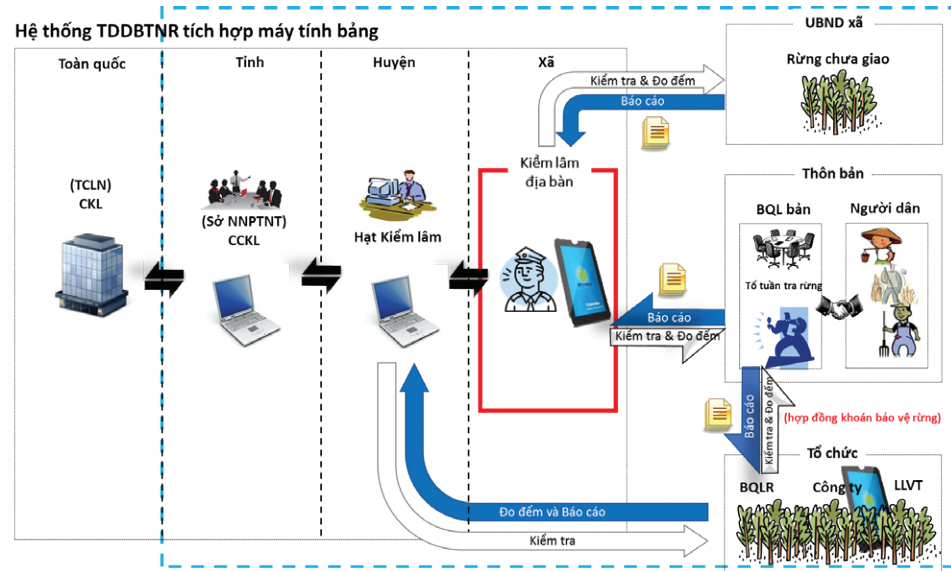 Hệ thống TDDBTNR tích hợp máy tính bảng
Toàn quốc
Tỉnh
Huyện
Xã
UBND xã
Rừng chưa giao
Kiểm tra & Đo đếm
Báo cáo
Kiểm lâm
địa bàn
(TCLN)
CKL
(Sở NNPTNT)
CCKL
Hạt Kiểm lâm
Thôn bản
BQL bản
Người dân
Tổ tuần tra rừng
Báo cáo
Kiểm tra & Đo đếm
Báo cáo
Kiểm tra & Đo đếm
(hợp đồng khoán bảo vệ rừng)
Tổ chức
BQLR
Công ty
LLVT
Đo đếm và Báo cáo
Kiểm tra